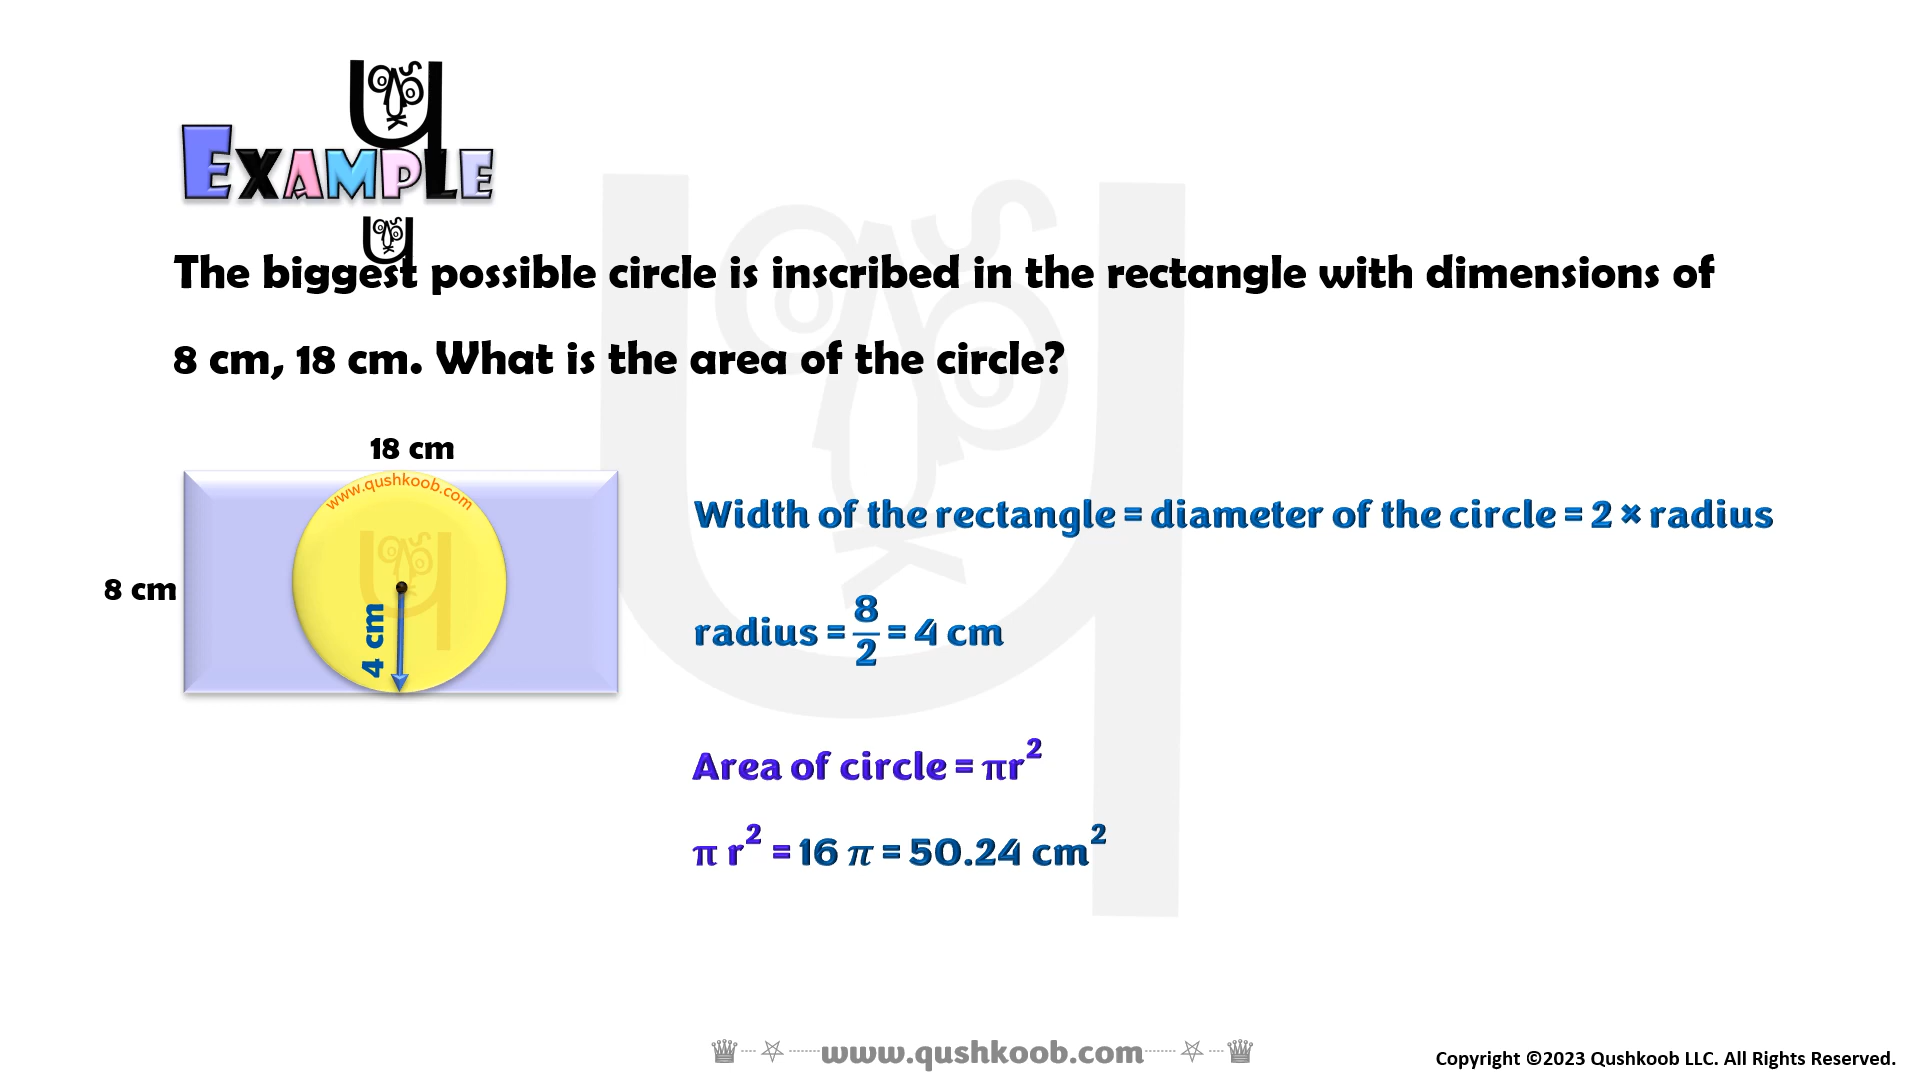 EXAMPLE
The biggest possible circle is inscribed in the rectangle with dimensions of
8 cm, 18 cm. What is the area of the circle?
18 cm
www.qushkoob.com
8 cm
4 cm
Width of the rectangle = diameter of the circle = 2 × radius
radius = 8/2 = 4 cm
Area of circle = πr²
π r² = 16 π = 50.24 cm²
www.qushkoob.com
Copyright ©2023 Qushkoob LLC. All Rights Reserved.